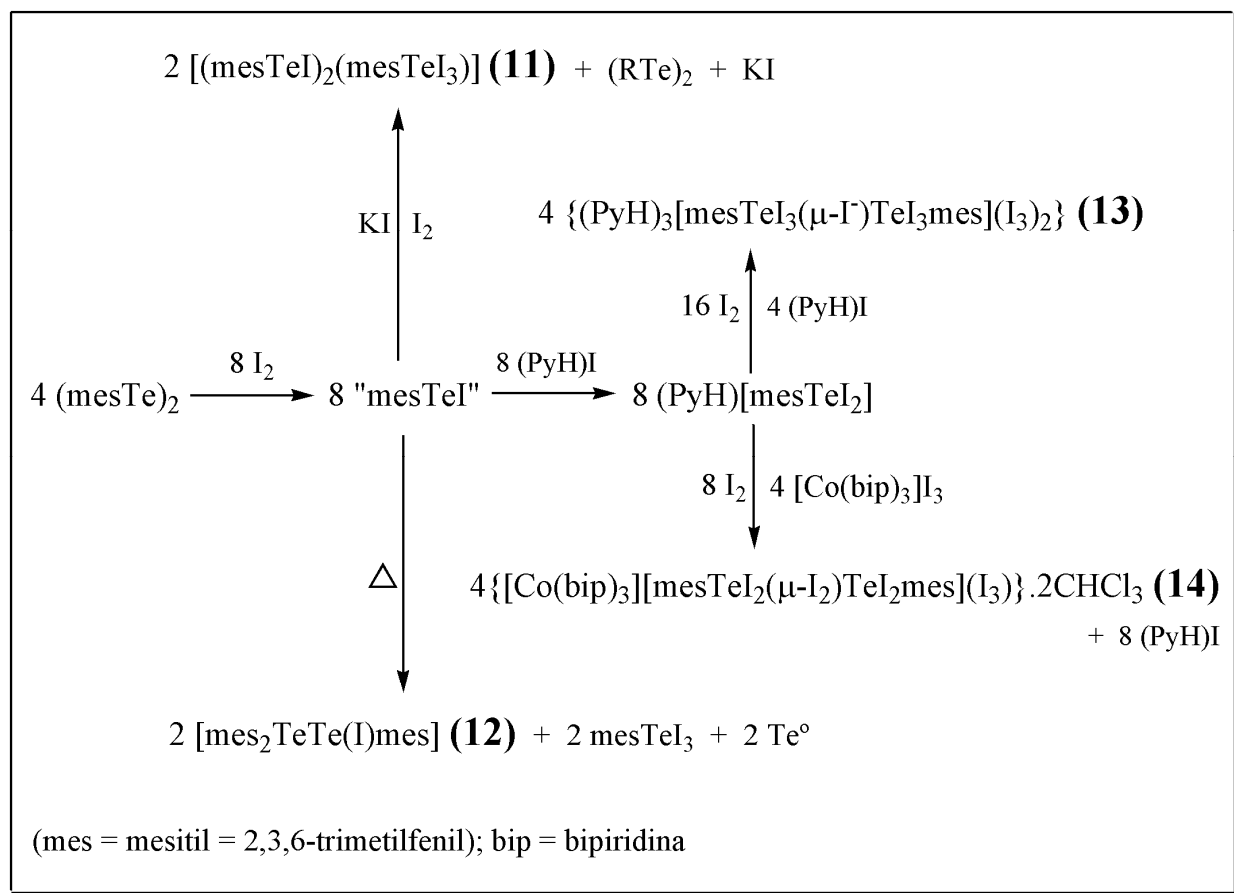 2 [(mesTeI)₂(mesTeI₃)] (11) + (RTe)₂ + KI
KI I₂
4 {(PyH)₃[mesTeI₃(μ-I⁻)TeI₃mes](I₃)₂} (13)
16 I₂ 4 (PyH)I
4 (mesTe)₂ 8 I₂ 8 "mesTeI" 8 (PyH)I 8 (PyH)[mesTeI₂]
8 I₂ 4 [Co(bip)₃]I₃
△
4{[Co(bip)₃][mesTeI₂(μ-I₂)TeI₂mes](I₃)}.2CHCl₃ (14)
+ 8 (PyH)I
2 [mes₂TeTe(I)mes] (12) + 2 mesTeI₃ + 2 Teº
(mes = mesitil = 2,3,6-trimetilfenil); bip = bipiridina